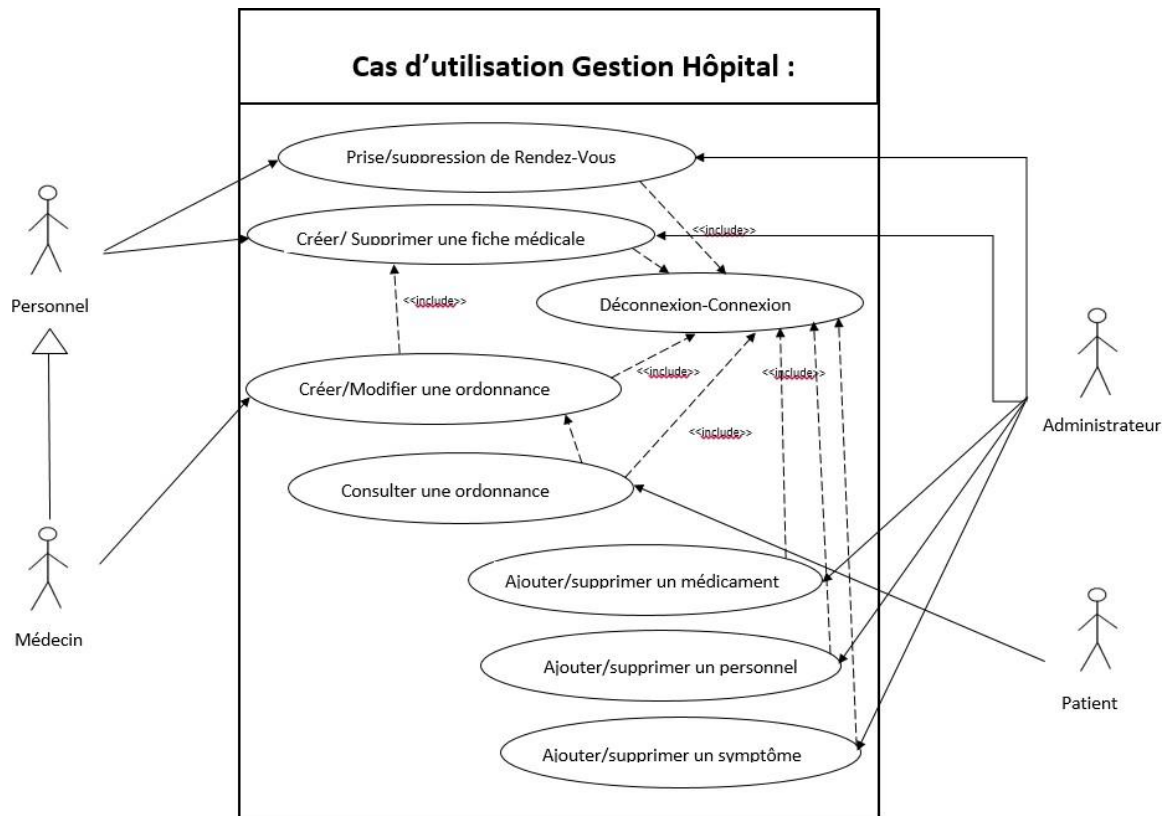 Cas d'utilisation Gestion Hôpital :
Prise/suppression de Rendez-Vous
Créer/ Supprimer une fiche médicale
<<include>>
Personnel
<<include>>
Déconnexion-Connexion
Créer/Modifier une ordonnance
<<include>>
<<include>>
Administrateur
<<include>>
Consulter une ordonnance
Ajouter/supprimer un médicament
Médecin
Ajouter/supprimer un personnel
Patient
Ajouter/supprimer un symptôme